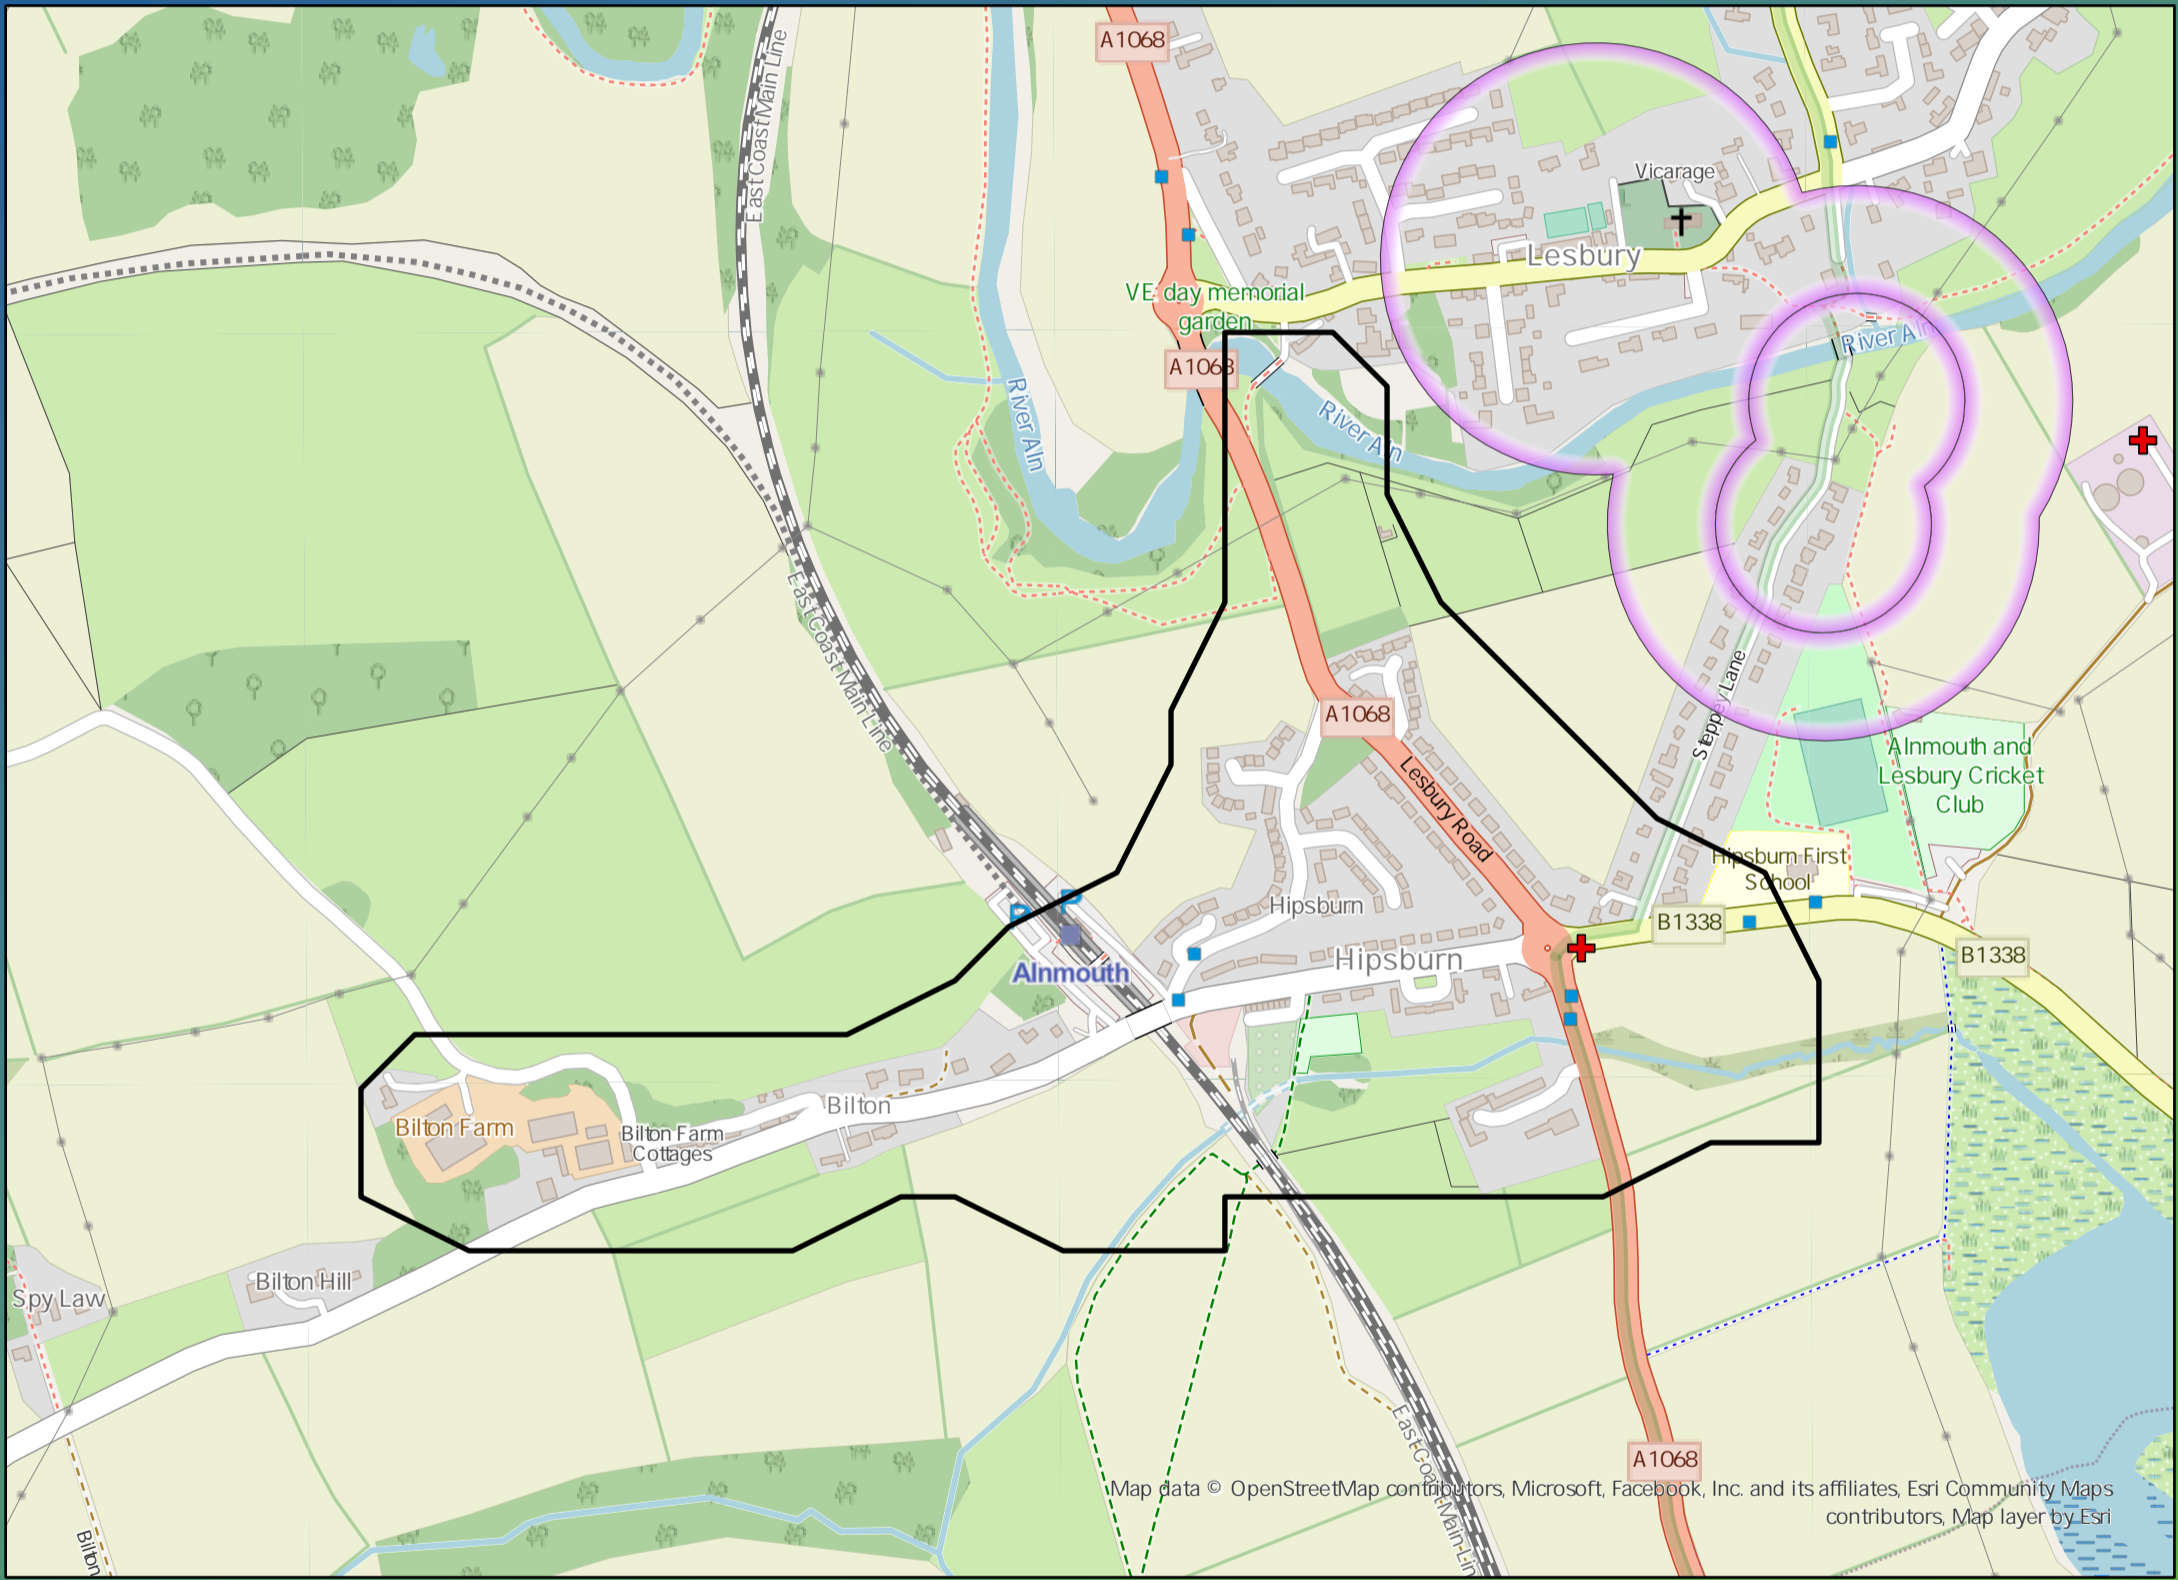 A1068
East Coast Main Line
Vicarage
Lesbury
VE day memorial
garden
A1068
River Aln
River Aln
River Aln
East Coast Main Line
Steppey Lane
A1068
Lesbury Road
Alnmouth and
Lesbury Cricket
Club
Hipsburn First
School
P
P
Hipsburn
B1338
Hipsburn
B1338
Alnmouth
Bilton
Bilton Farm
Bilton Farm
Cottages
Bilton Hill
Spy Law
East Coast Main Lin
A1068
Bilton
Map data © OpenStreetMap contributors, Microsoft, Facebook, Inc. and its affiliates, Esri Community Maps
contributors, Map layer by Esri